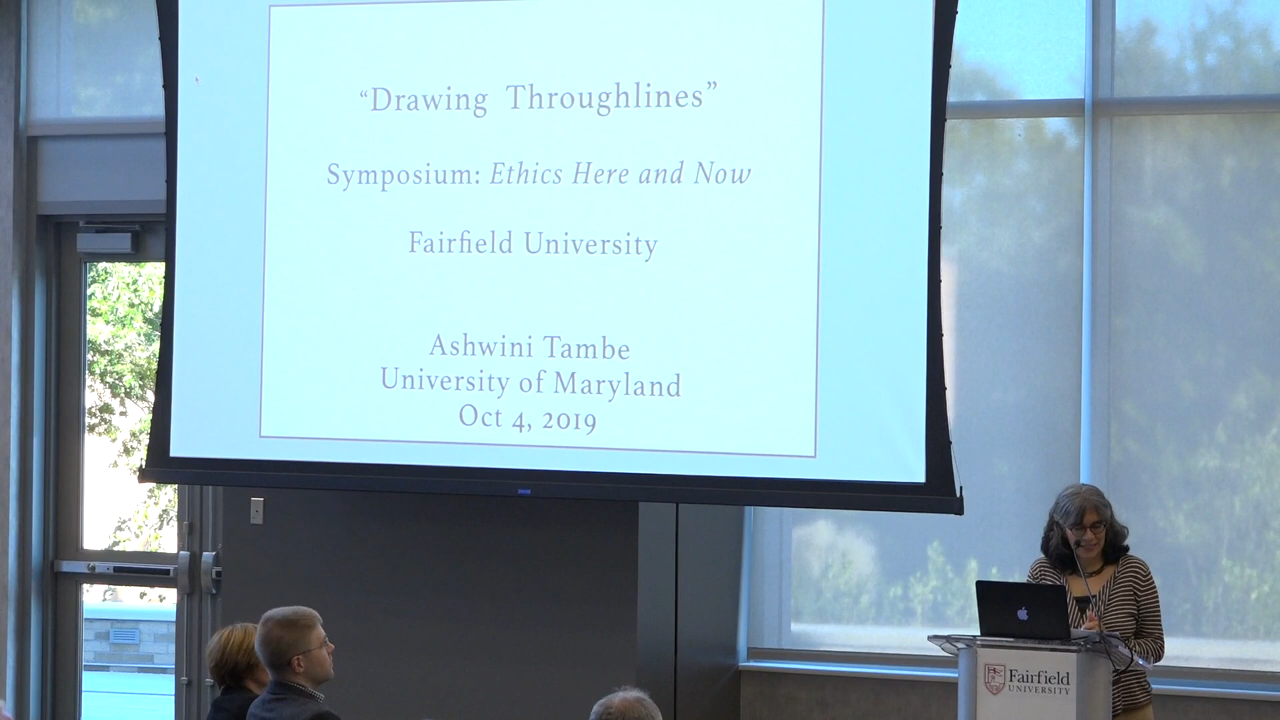 “Drawing Throughlines”
Symposium: Ethics Here and Now
Fairfield University
Ashwini Tambe
University of Maryland
Oct 4, 2019
Fairfield
UNIVERSITY